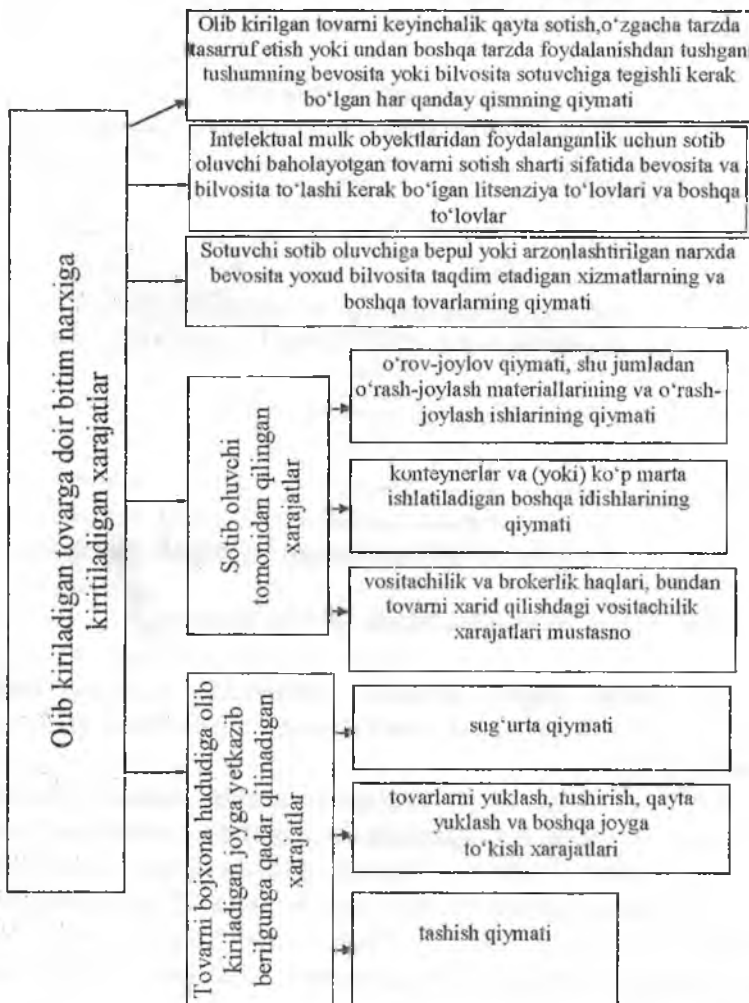 Olib kirilgan tovarni keyinchalik qayta sotish,o‘zgacha tarzda
tasarruf etish yoki undan boshqa tarzda foydalanishdan tushgan
tushumning bevosita yoki bilvosita sotuvchiga tegishli kerak
bo‘lgan har qanday qismning qiymati
Intelektual mulk obyektlaridan foydalanganlik uchun sotib
oluvchi baholayotgan tovarni sotish sharti sifatida bevosita va
bilvosita to‘lashi kerak bo‘igan litsenziya to‘lovlari va boshqa
to‘lovlar
Sotuvchi sotib oluvchiga bepul yoki arzonlashtirilgan narxda
bevosita yoxud bilvosita taqdim etadigan xizmatlarning va
boshqa tovarlarning qiymati
Olib kiriladigan tovarga doir bitim narxiga
kiritiladigan xarajatlar
Sotib oluvchi
tomonidan qilingan
xarajatlar
o‘rov-joylov qiymati, shu jumladan
o‘rash-joylash materiallarining va o‘rash-
joylash ishlarining qiymati
konteynerlar va (yoki) ko‘p marta
ishlatiladigan boshqa idishlarining
qiymati
vositachilik va brokerlik haqlari, bundan
tovarni xarid qilishdagi vositachilik
xarajatlari mustasno
Tovarni bojxona hududiga olib
kiriladigan joyga yetkazib
berilgunga qadar qilinadigan
xarajatlar
sug‘urta qiymati
tovarlarni yuklash, tushirish, qayta
yuklash va boshqa joyga
to‘kish xarajatlari
tashish qiymati